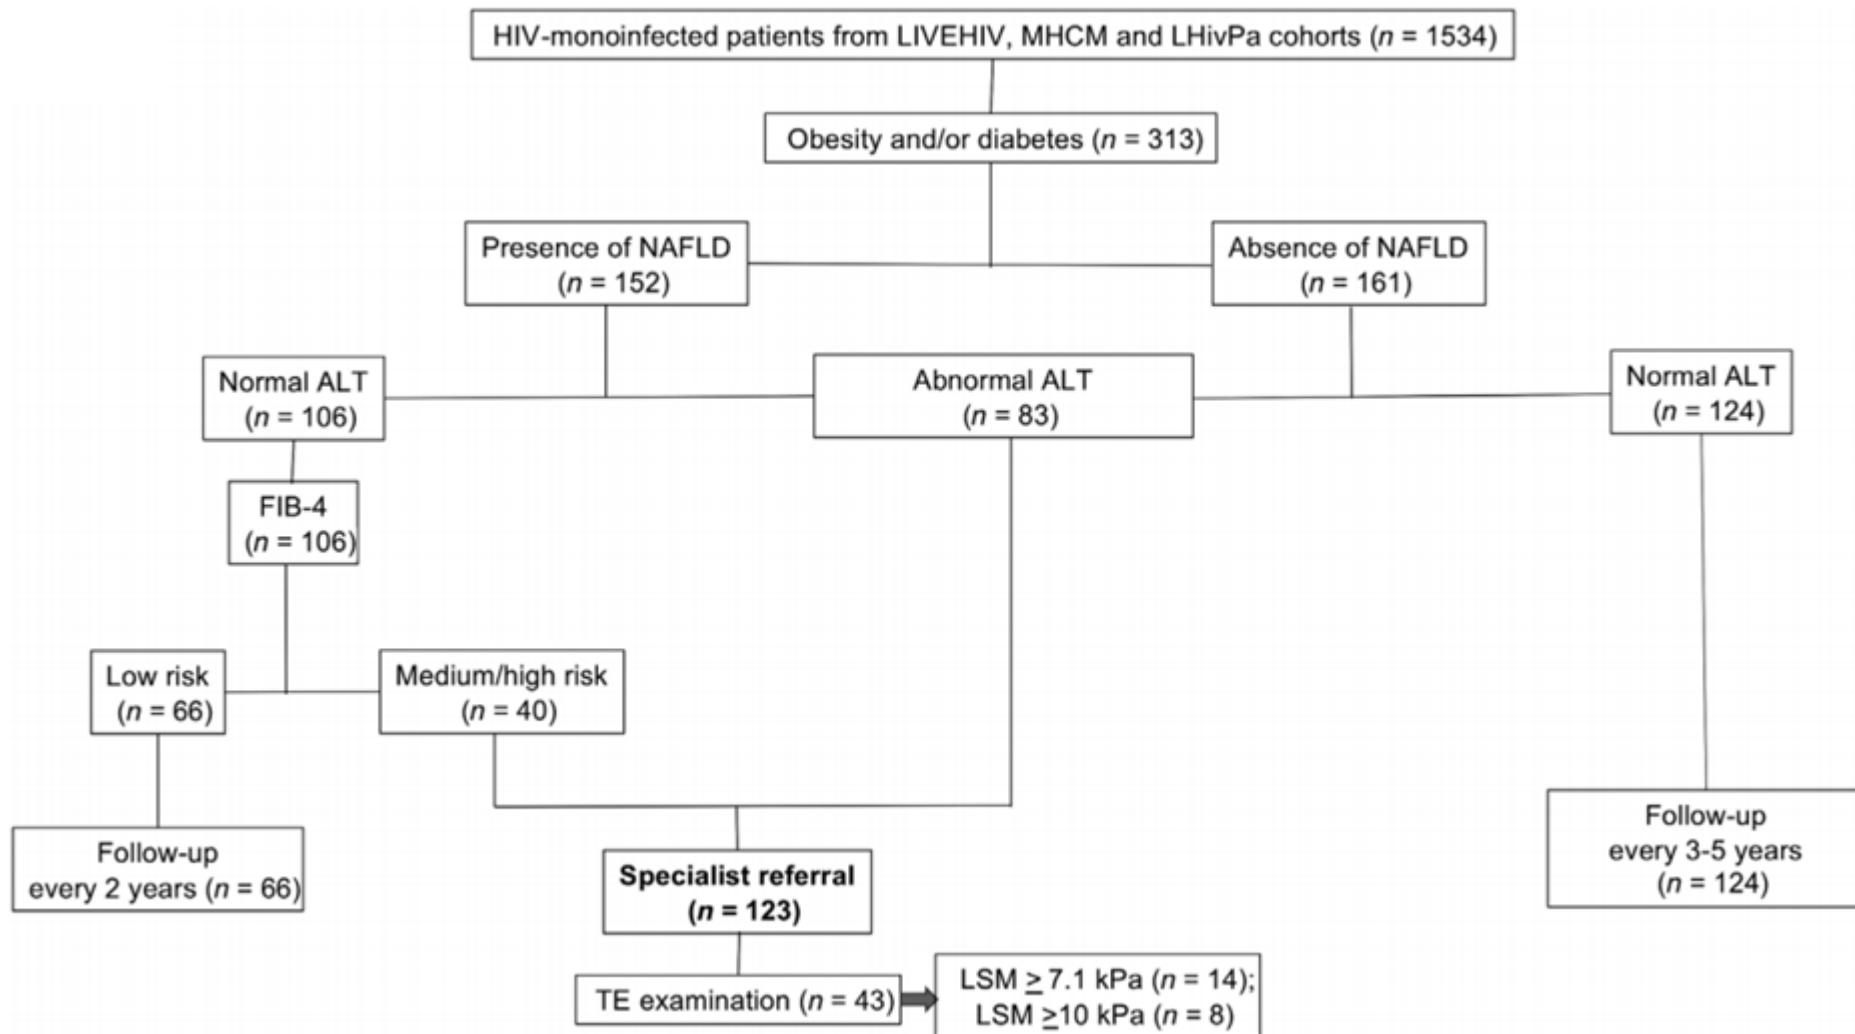 HIV-monoinfected patients from LIVEHIV, MHCM and LHivPa cohorts (n = 1534)
Obesity and/or diabetes (n = 313)
Presence of NAFLD
(n = 152)
Absence of NAFLD
(n = 161)
Normal ALT
(n = 106)
Abnormal ALT
(n = 83)
Normal ALT
(n = 124)
FIB-4
(n = 106)
Low risk
(n = 66)
Medium/high risk
(n = 40)
Follow-up
every 2 years (n = 66)
Specialist referral
(n = 123)
Follow-up
every 3-5 years
(n = 124)
TE examination (n = 43)
LSM ≥ 7.1 kPa (n = 14);
LSM ≥10 kPa (n = 8)